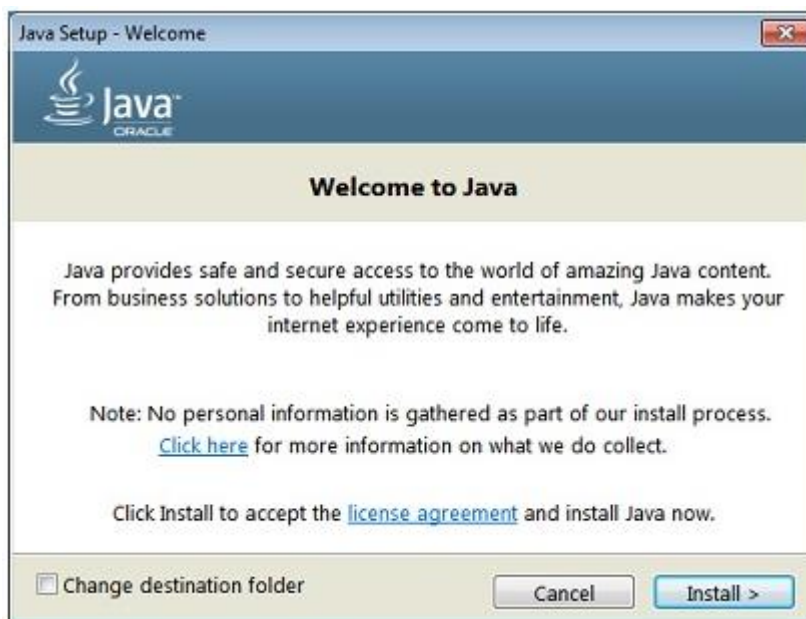 Java Setup - Welcome
Java™
ORACLE
Welcome to Java
Java provides safe and secure access to the world of amazing Java content.
From business solutions to helpful utilities and entertainment, Java makes your
internet experience come to life.
Note: No personal information is gathered as part of our install process.
Click here for more information on what we do collect.
Click Install to accept the license agreement and install Java now.
Change destination folder
Cancel
Install >